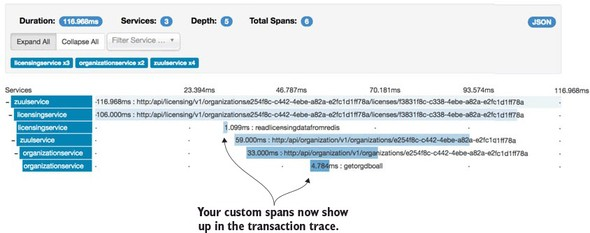 Duration: 116.968ms Services: 3 Depth: 5 Total Spans: 6 JSON
Expand All Collapse All Filter Service ...
licensingservice x3 organizationservice x2 zuulservice x4
Services 23.394ms 46.787ms 70.181ms 93.574ms 116.968ms
- zuulservice -116.968ms : http:/api/licensing/v1/organizationse254f8c-c442-4ebe-a82a-e2fc1d1ff78a/licenses/f3831f8c-c338-4ebe-a82a-e2fc1d1ff78a
- licensingservice -106.000ms : http:/api/licensing/v1/organizationse254f8c-c442-4ebe-a82a-e2fc1d1ff78a/licenses/f3831f8c-c338-4ebe-a82a-e2fc1d1ff78a
licensingservice 1.099ms : readlicensingdatafromredis
- zuulservice 59.000ms : http:/api/organization/v1/organizations/e254f8c-c442-4ebe-a82a-e2fc1d1ff78a
- organizationservice 33.000ms : http:/api/organization/v1/organizations/e254f8c-c442-4ebe-a82a-e2fc1d1ff78a
organizationservice 4.784ms : getorgdboall
Your custom spans now show
up in the transaction trace.